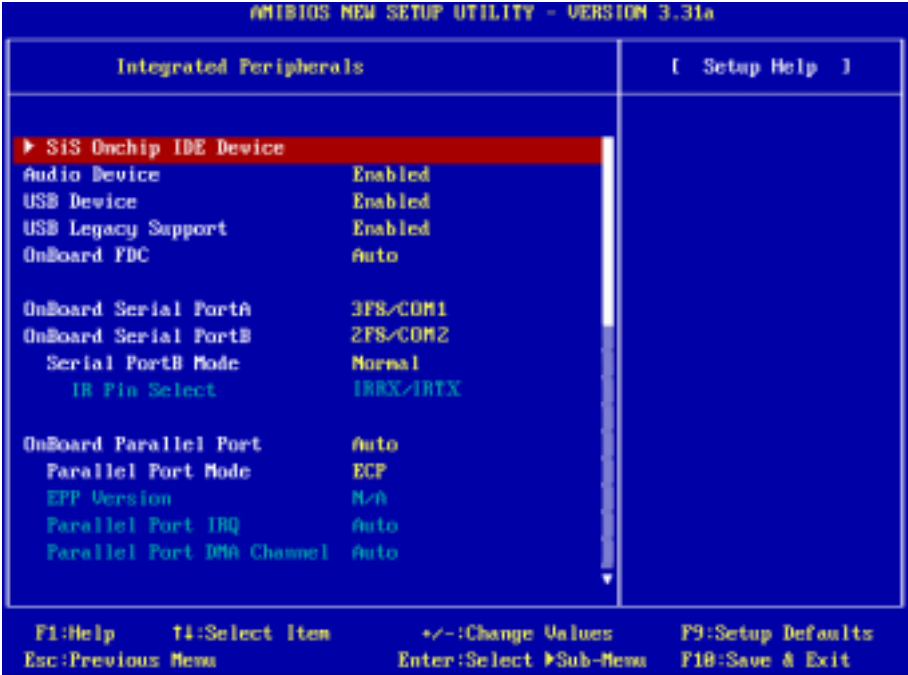 AMIBIOS NEW SETUP UTILITY - VERSION 3.31a
Integrated Peripherals
[ Setup Help ]
▶ SiS Onchip IDE Device
Audio Device Enabled
USB Device Enabled
USB Legacy Support Enabled
OnBoard FDC Auto
OnBoard Serial PortA 3F8/COM1
OnBoard Serial PortB 2F8/COM2
Serial PortB Mode Normal
IR Pin Select IRRX/IRTX
OnBoard Parallel Port Auto
Parallel Port Mode ECP
EPP Version N/A
Parallel Port IRQ Auto
Parallel Port DMA Channel Auto
F1:Help ↑↓:Select Item +/-:Change Values F9:Setup Defaults
Esc:Previous Menu Enter:Select ▶Sub-Menu F10:Save & Exit